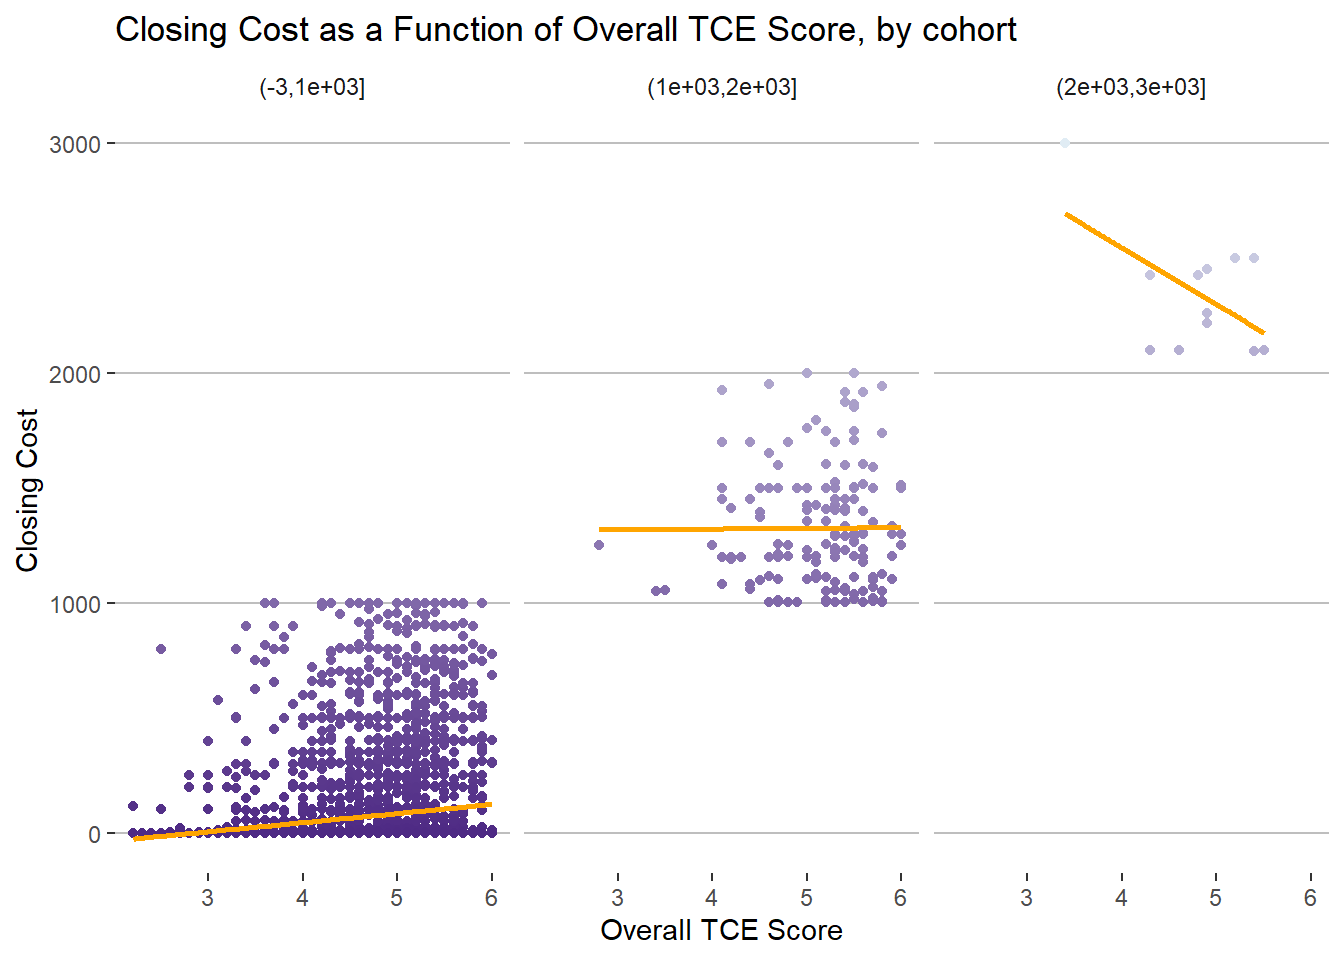 Closing Cost as a Function of Overall TCE Score, by cohort
(-3,1e+03]
(1e+03,2e+03]
(2e+03,3e+03]
3000
2000
1000
0
Closing Cost
3 4 5 6
3 4 5 6
3 4 5 6
Overall TCE Score